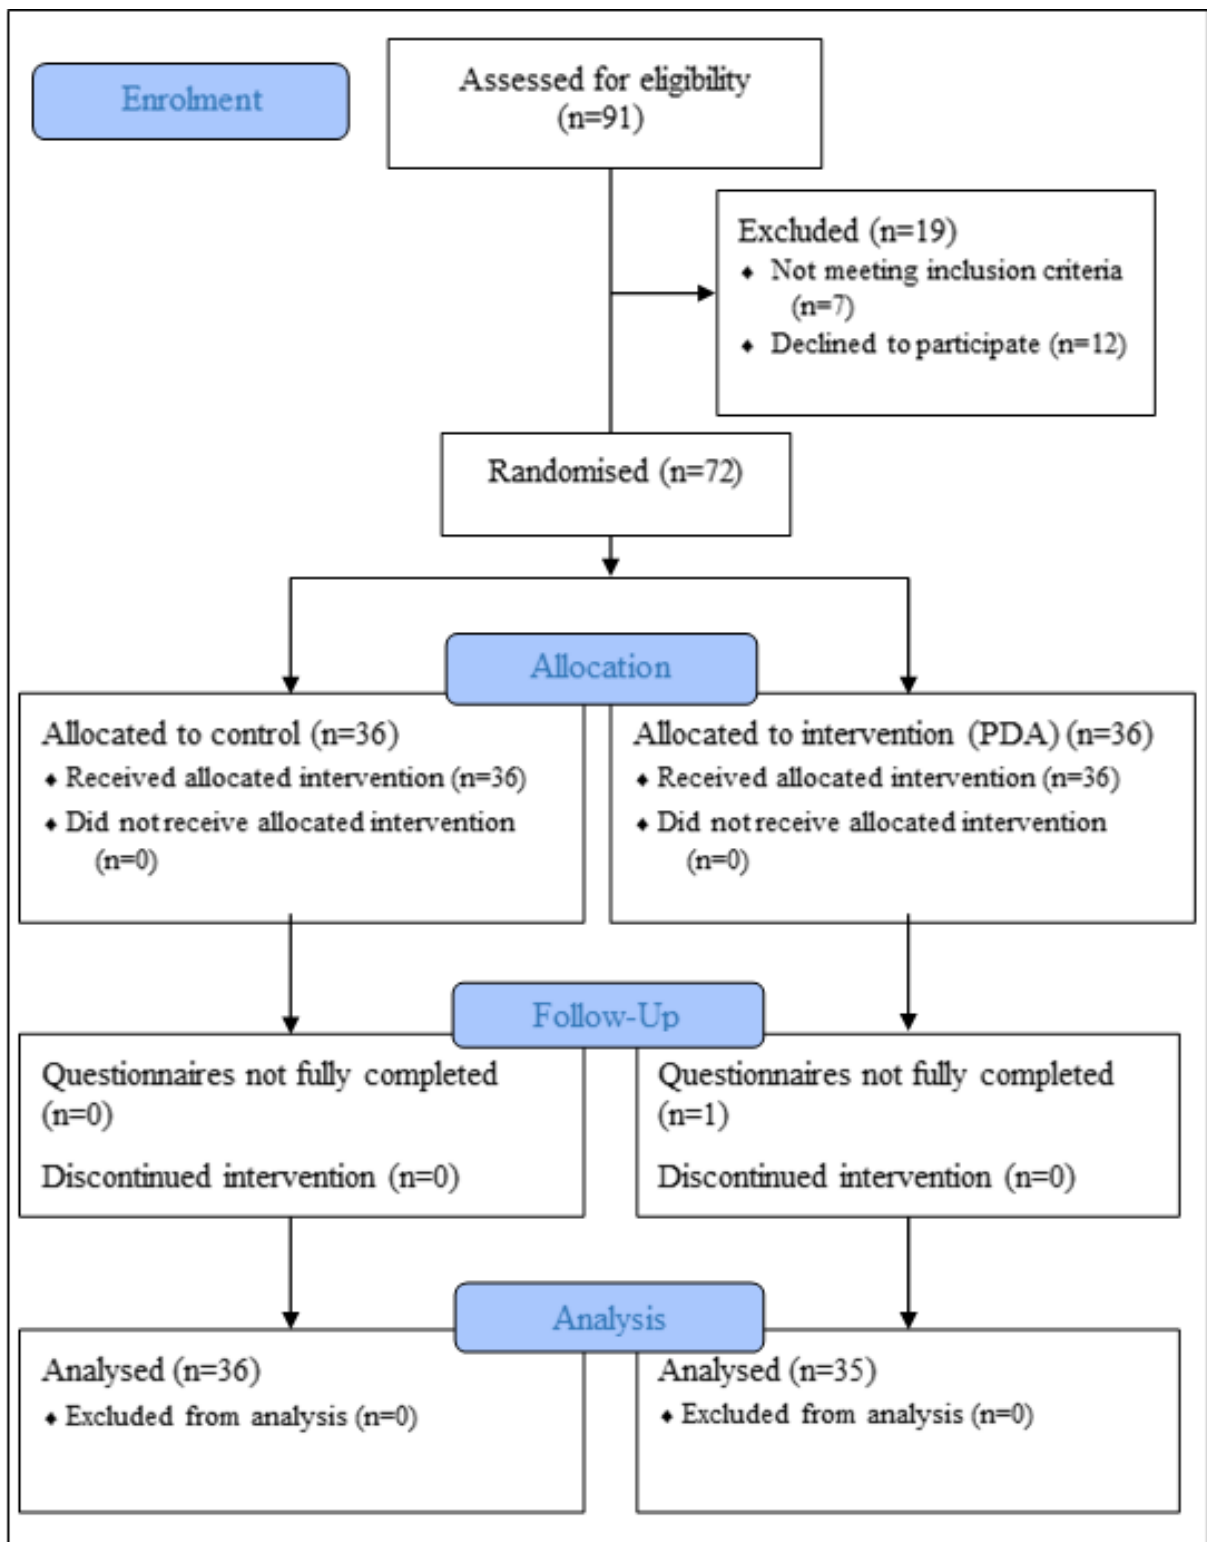 Enrolment
Assessed for eligibility
(n=91)
Excluded (n=19)
⬥ Not meeting inclusion criteria
(n=7)
⬥ Declined to participate (n=12)
Randomised (n=72)
Allocation
Allocated to control (n=36)
⬥ Received allocated intervention (n=36)
⬥ Did not receive allocated intervention
(n=0)
Allocated to intervention (PDA) (n=36)
⬥ Received allocated intervention (n=36)
⬥ Did not receive allocated intervention
(n=0)
Follow-Up
Questionnaires not fully completed
(n=0)
Discontinued intervention (n=0)
Questionnaires not fully completed
(n=1)
Discontinued intervention (n=0)
Analysis
Analysed (n=36)
⬥ Excluded from analysis (n=0)
Analysed (n=35)
⬥ Excluded from analysis (n=0)